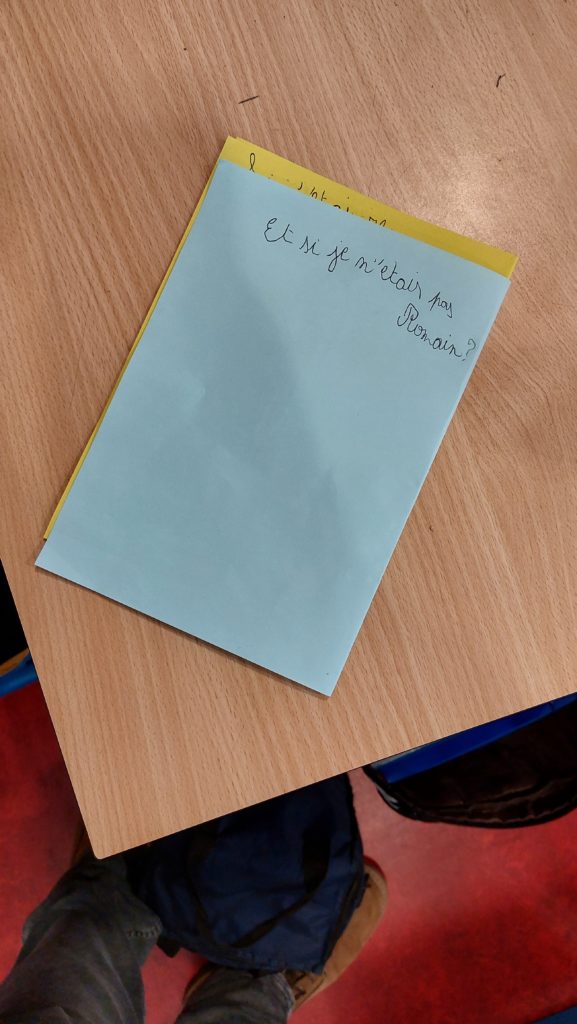 Et si je n'étais pas
Romain?